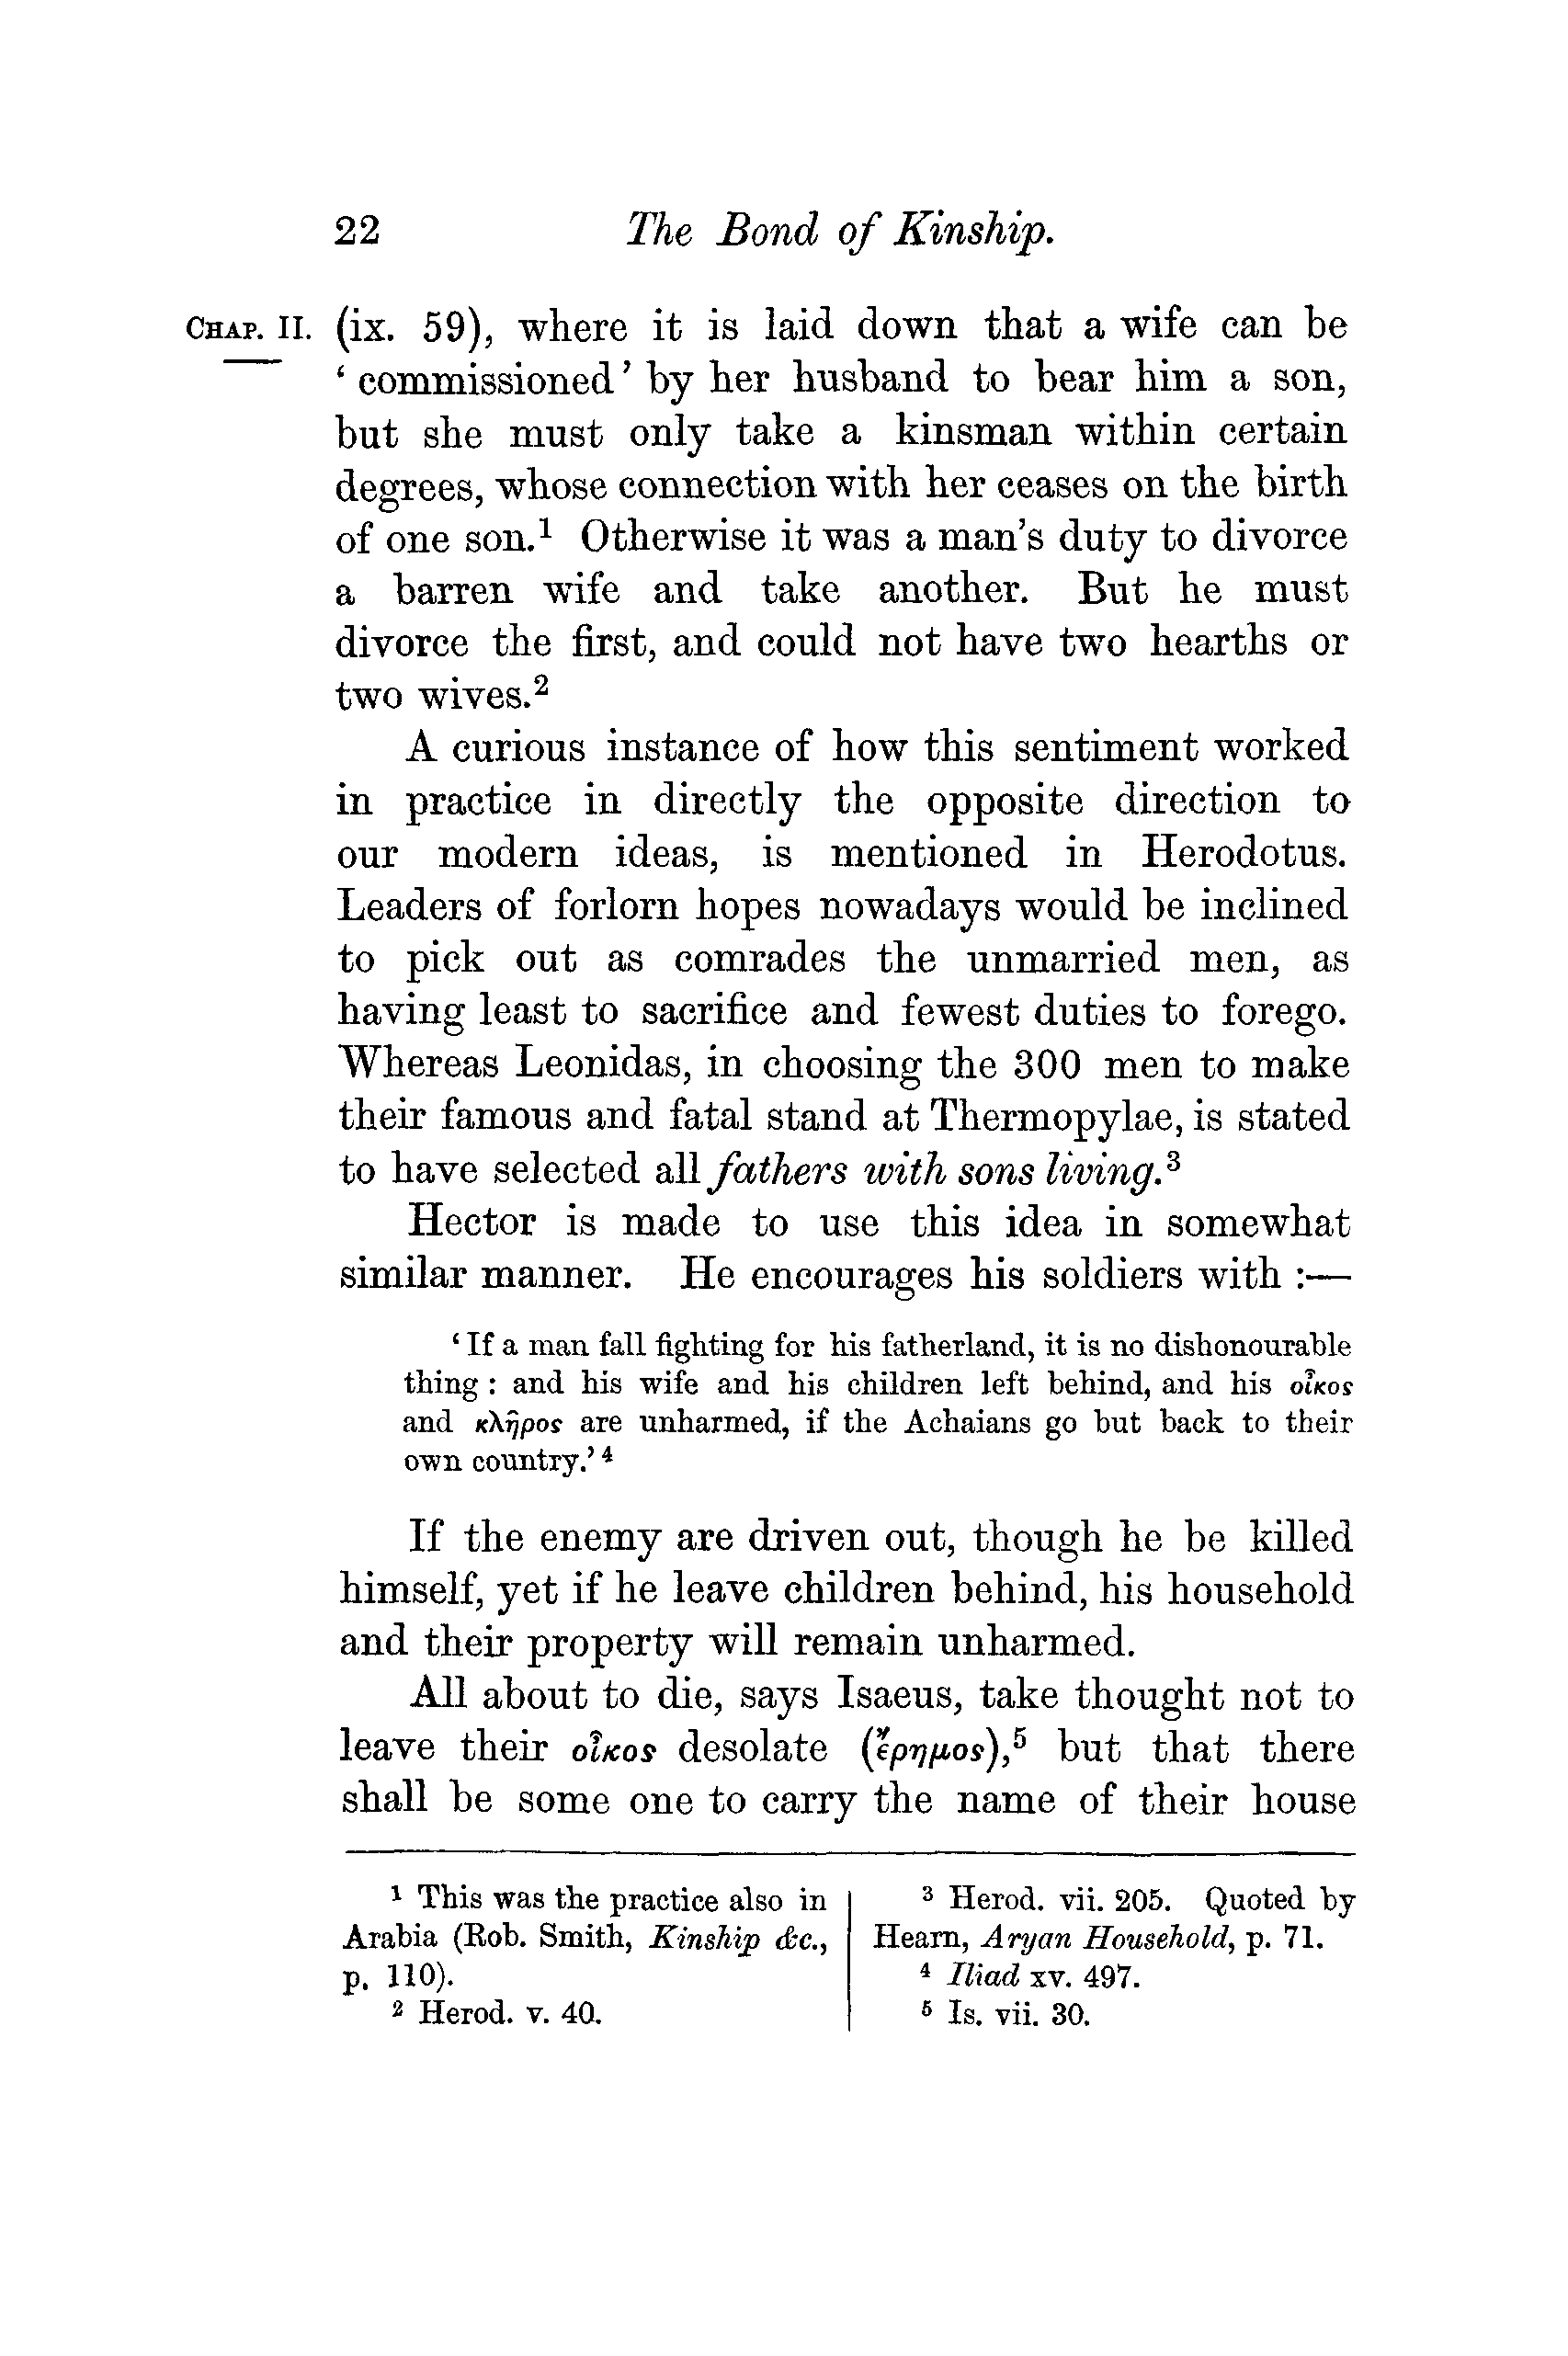 22 The Bond of Kinship.
CHAP. II. (ix. 59), where it is laid down that a wife can be
‘commissioned’ by her husband to bear him a son,
but she must only take a kinsman within certain
degrees, whose connection with her ceases on the birth
of one son.¹ Otherwise it was a man’s duty to divorce
a barren wife and take another. But he must
divorce the first, and could not have two hearths or
two wives.²
A curious instance of how this sentiment worked
in practice in directly the opposite direction to
our modern ideas, is mentioned in Herodotus.
Leaders of forlorn hopes nowadays would be inclined
to pick out as comrades the unmarried men, as
having least to sacrifice and fewest duties to forego.
Whereas Leonidas, in choosing the 300 men to make
their famous and fatal stand at Thermopylae, is stated
to have selected all fathers with sons living.³
Hector is made to use this idea in somewhat
similar manner. He encourages his soldiers with :—
‘If a man fall fighting for his fatherland, it is no dishonourable
thing : and his wife and his children left behind, and his οἶκος
and κλῆρος are unharmed, if the Achaians go but back to their
own country.’ ⁴
If the enemy are driven out, though he be killed
himself, yet if he leave children behind, his household
and their property will remain unharmed.
All about to die, says Isaeus, take thought not to
leave their οἶκος desolate (ἔρημος),⁵ but that there
shall be some one to carry the name of their house
¹ This was the practice also in
Arabia (Rob. Smith, Kinship &c.,
p. 110).
² Herod. v. 40.
³ Herod. vii. 205. Quoted by
Hearn, Aryan Household, p. 71.
⁴ Iliad xv. 497.
⁵ Is. vii. 30.